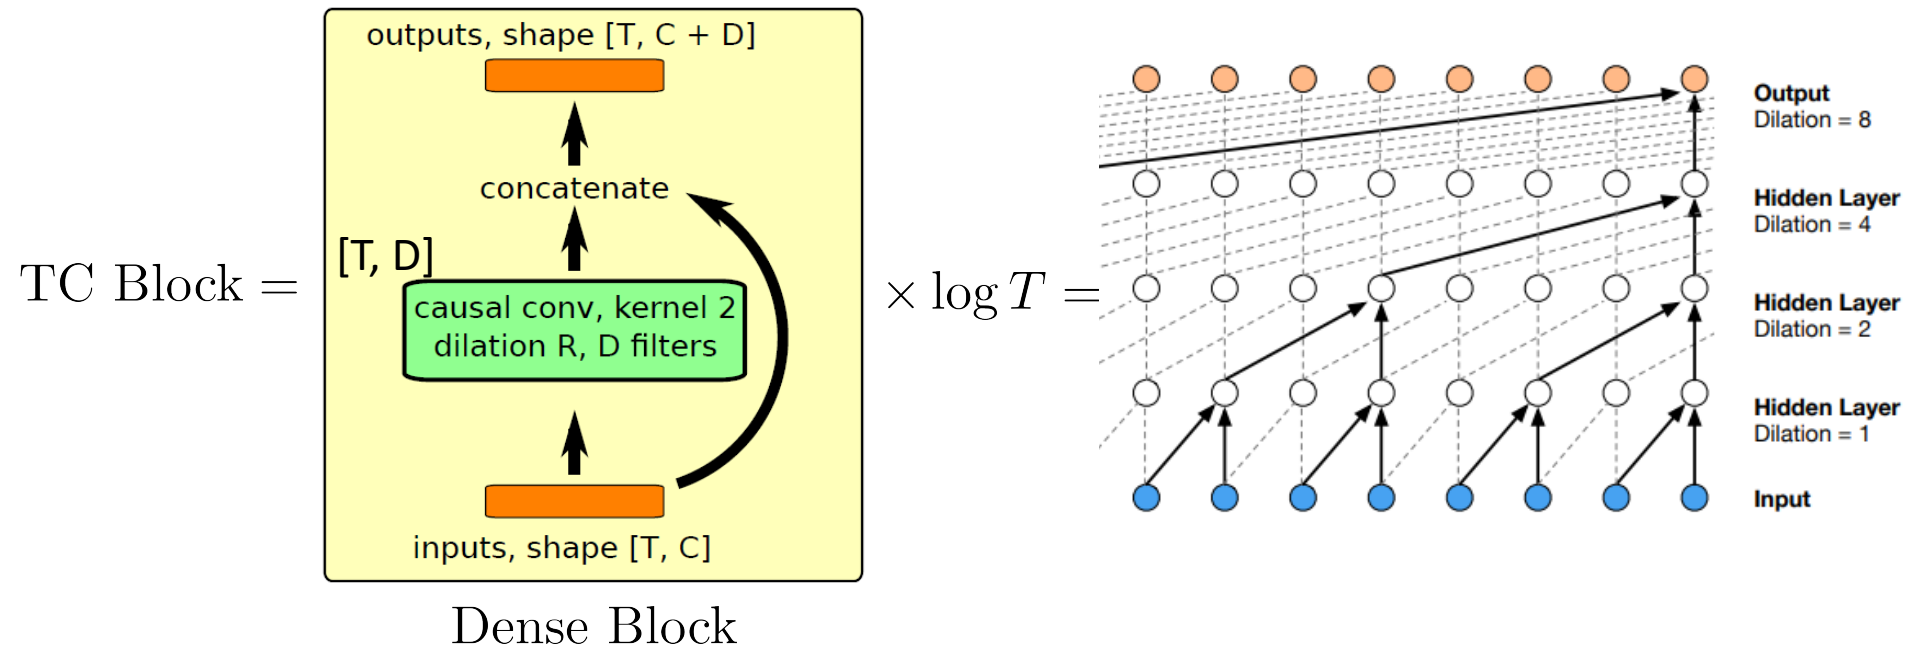 TC Block =
outputs, shape [T, C + D]
concatenate
[T, D]
causal conv, kernel 2
dilation R, D filters
inputs, shape [T, C]
Dense Block
× log T =
Output
Dilation = 8
Hidden Layer
Dilation = 4
Hidden Layer
Dilation = 2
Hidden Layer
Dilation = 1
Input